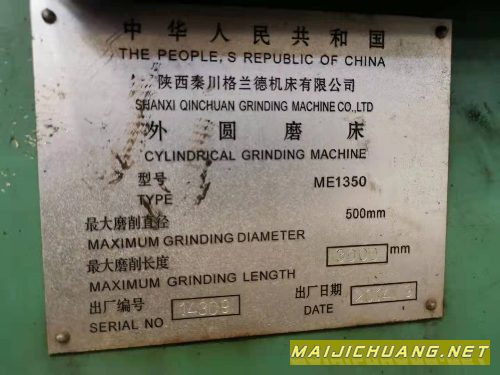 中华人民共和国
THE PEOPLE,S REPUBLIC OF CHINA
陕西秦川格兰德机床有限公司
SHANXI QINCHUAN GRINDING MACHINE CO.,LTD
外圆磨床
CYLINDRICAL GRINDING MACHINE
型号 ME1350
TYPE
最大磨削直径 500mm
MAXIMUM GRINDING DIAMETER
最大磨削长度 mm
MAXIMUM GRINDING LENGTH
出厂编号 出厂日期
SERIAL NO DATE
MAIJICHUANG.NET